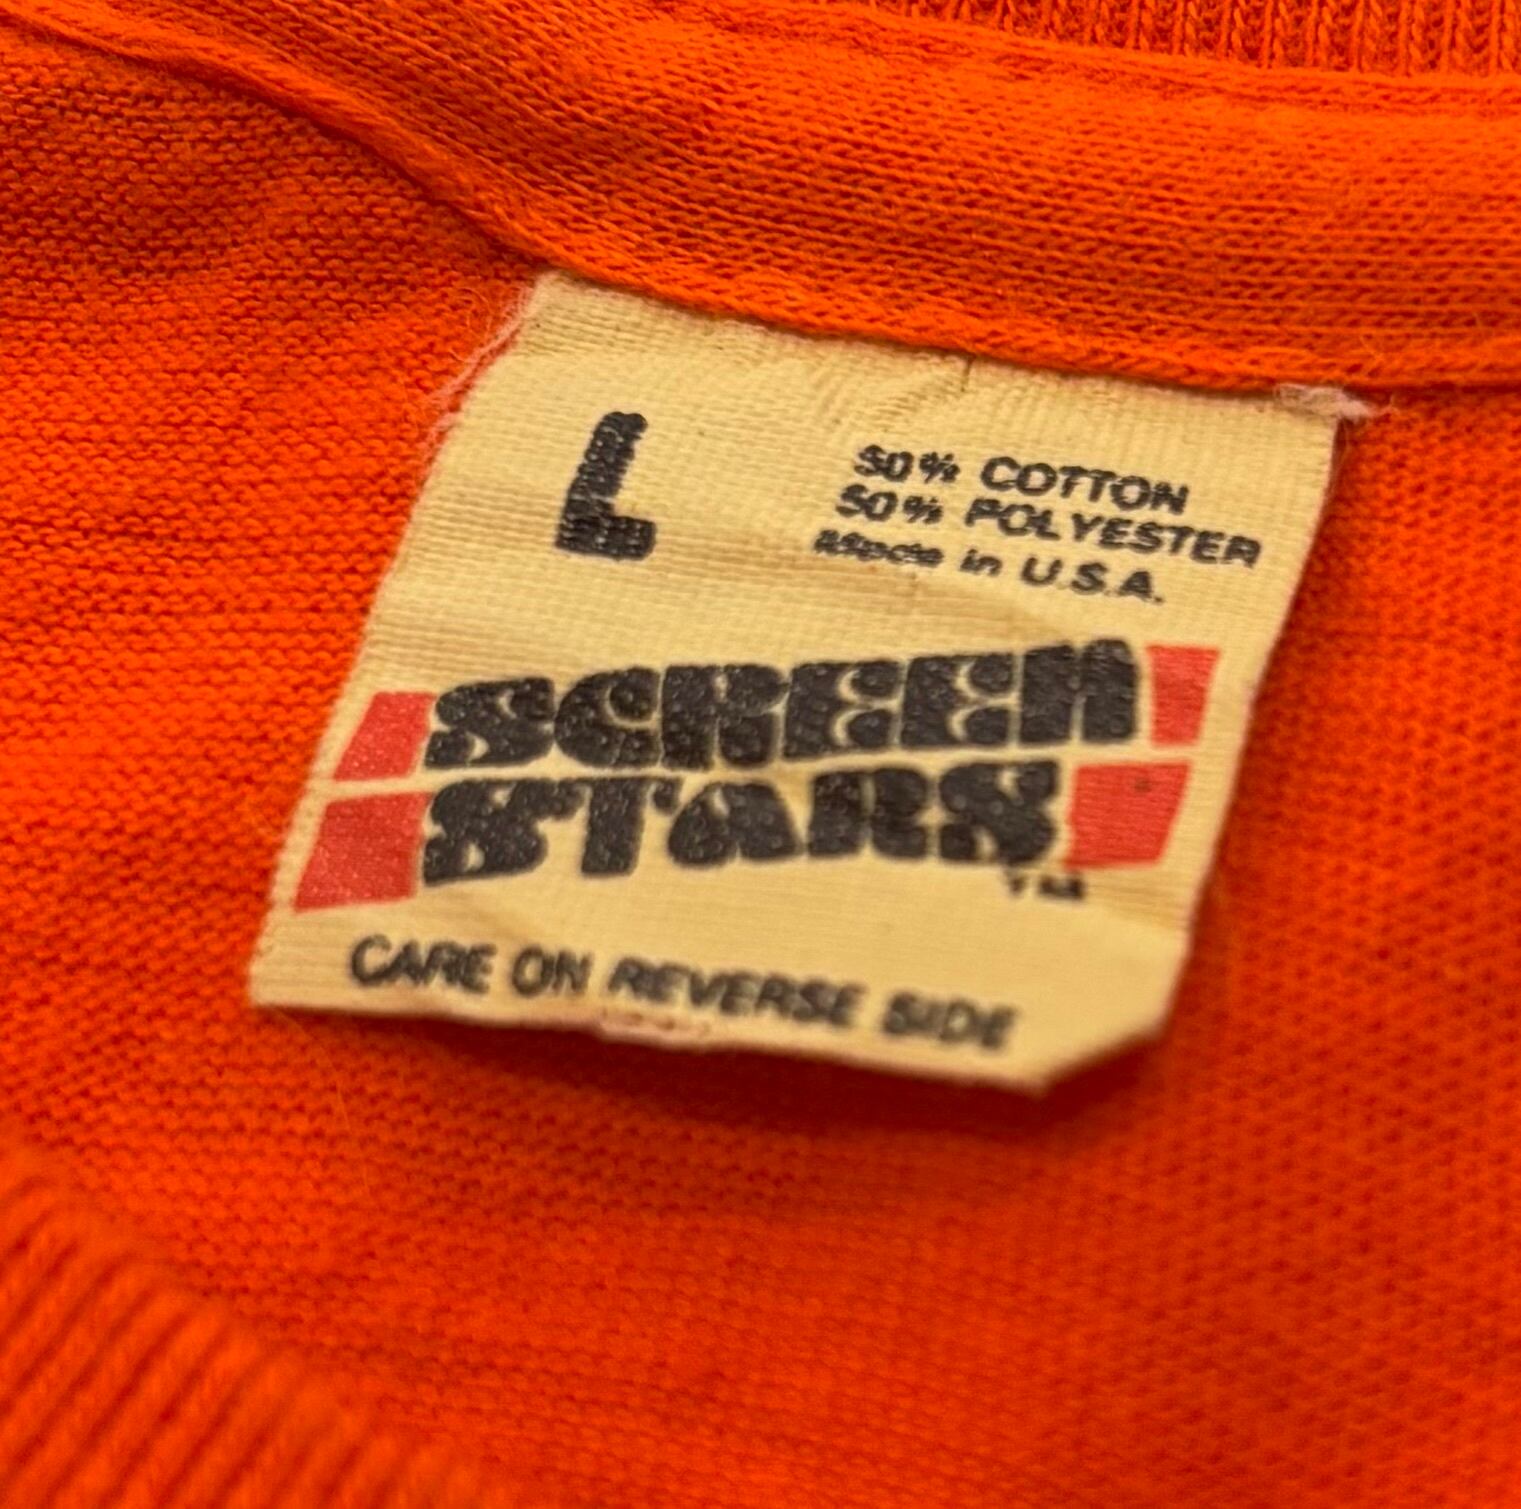 L
50% COTTON
50% POLYESTER
Made in U.S.A.
SCREEN
STARS
TM
CARE ON REVERSE SIDE